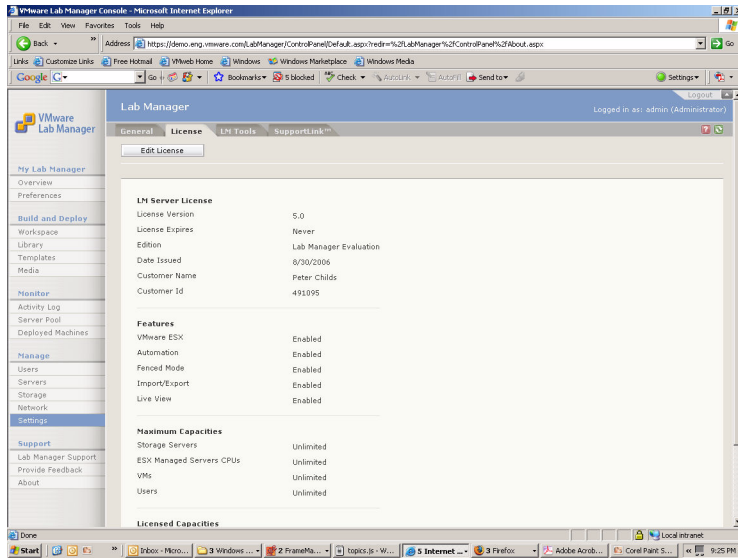 VMware Lab Manager Console - Microsoft Internet Explorer
File Edit View Favorites Tools Help
Back
Address https://demo.eng.vmware.com/LabManager/ControlPanel/Default.aspx?redir=%2fLabManager%2fControlPanel%2fAbout.aspx Go
Links Customize Links Free Hotmail VMweb Home Windows Windows Marketplace Windows Media
Google G Go Bookmarks 5 blocked Check AutoLink AutoFill Send to Settings
Logout
VMware Lab Manager
Lab Manager
Logged in as: admin (Administrator)
General License LM Tools SupportLink™
Edit License
My Lab Manager
Overview
Preferences
Build and Deploy
Workspace
Library
Templates
Media
Monitor
Activity Log
Server Pool
Deployed Machines
Manage
Users
Servers
Storage
Network
Settings
Support
Lab Manager Support
Provide Feedback
About
LM Server License
License Version 5.0
License Expires Never
Edition Lab Manager Evaluation
Date Issued 8/30/2006
Customer Name Peter Childs
Customer Id 491095
Features
VMware ESX Enabled
Automation Enabled
Fenced Mode Enabled
Import/Export Enabled
Live View Enabled
Maximum Capacities
Storage Servers Unlimited
ESX Managed Servers CPUs Unlimited
VMs Unlimited
Users Unlimited
Licensed Capacities
Done Local intranet
Start Inbox - Micro... 3 Windows ... 2 FrameMa... topics.js - W... 5 Internet ... 3 Firefox Adobe Acrob... Corel Paint S... 9:25 PM